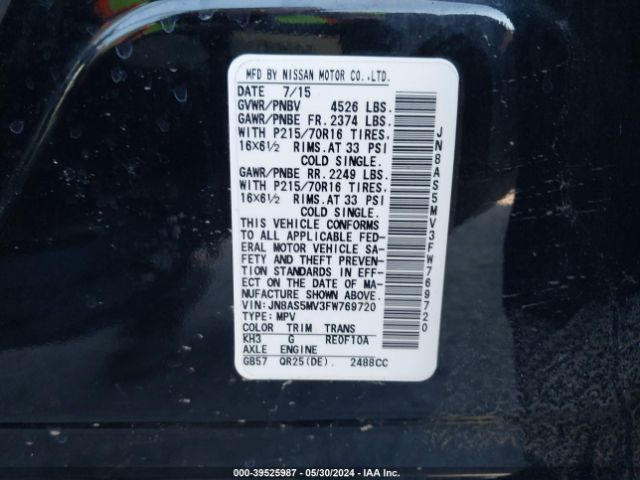 MFD BY NISSAN MOTOR CO.,LTD.
DATE 7/15
GVWR/PNBV 4526 LBS.
GAWR/PNBE FR. 2374 LBS.
WITH P215/70R16 TIRES.
16X6½ RIMS.AT 33 PSI
COLD SINGLE.
GAWR/PNBE RR. 2249 LBS.
WITH P215/70R16 TIRES.
16X6½ RIMS.AT 33 PSI
COLD SINGLE.
THIS VEHICLE CONFORMS
TO ALL APPLICABLE FED-
ERAL MOTOR VEHICLE SA-
FETY AND THEFT PREVEN-
TION STANDARDS IN EFF-
ECT ON THE DATE OF MA-
NUFACTURE SHOWN ABOVE.
VIN:JN8AS5MV3FW769720
TYPE:MPV
COLOR TRIM TRANS
KH3 G RE0F10A
AXLE ENGINE
GB57 QR25(DE). 2488CC
JN8AS5MV3FW769720
000-39525987 - 05/30/2024 - IAA Inc.